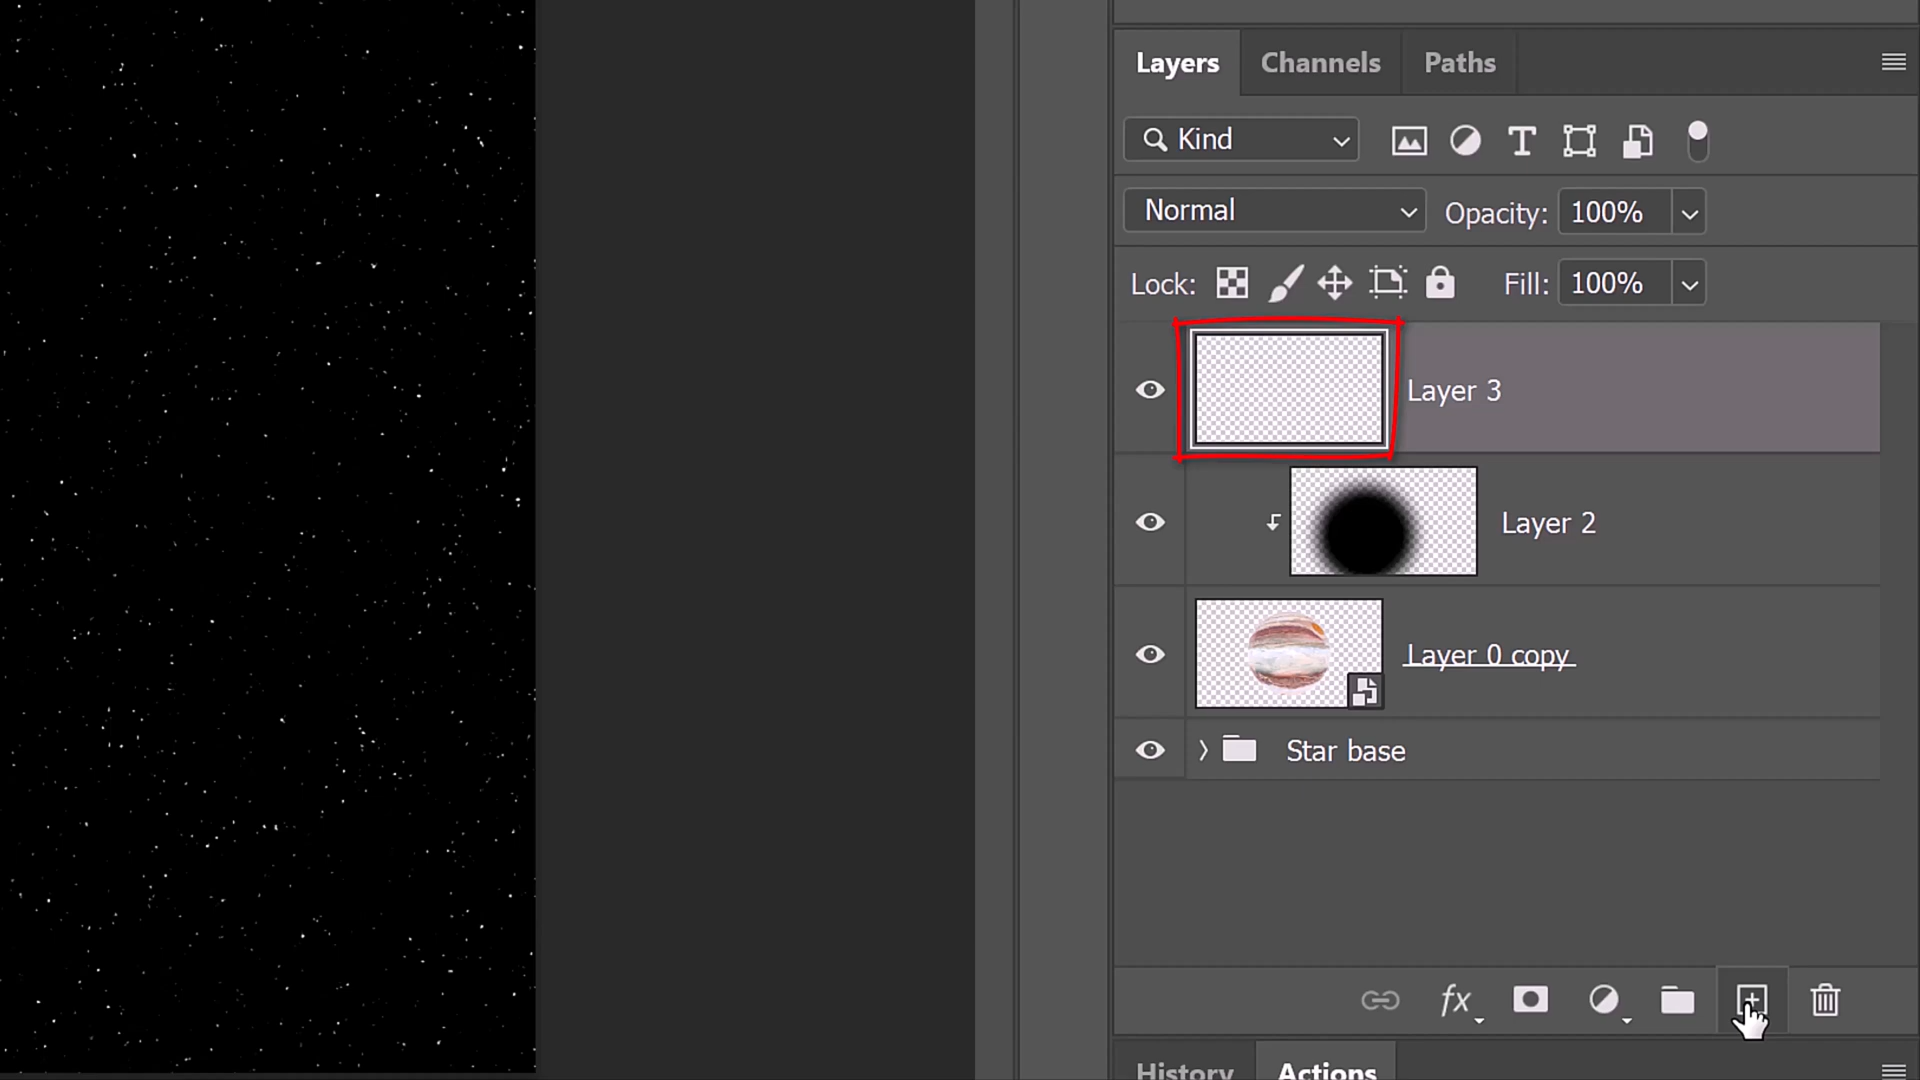 Layers Channels Paths
Kind
Normal Opacity: 100%
Lock: Fill: 100%
Layer 3
Layer 2
Layer 0 copy
Star base
fx
History Actions